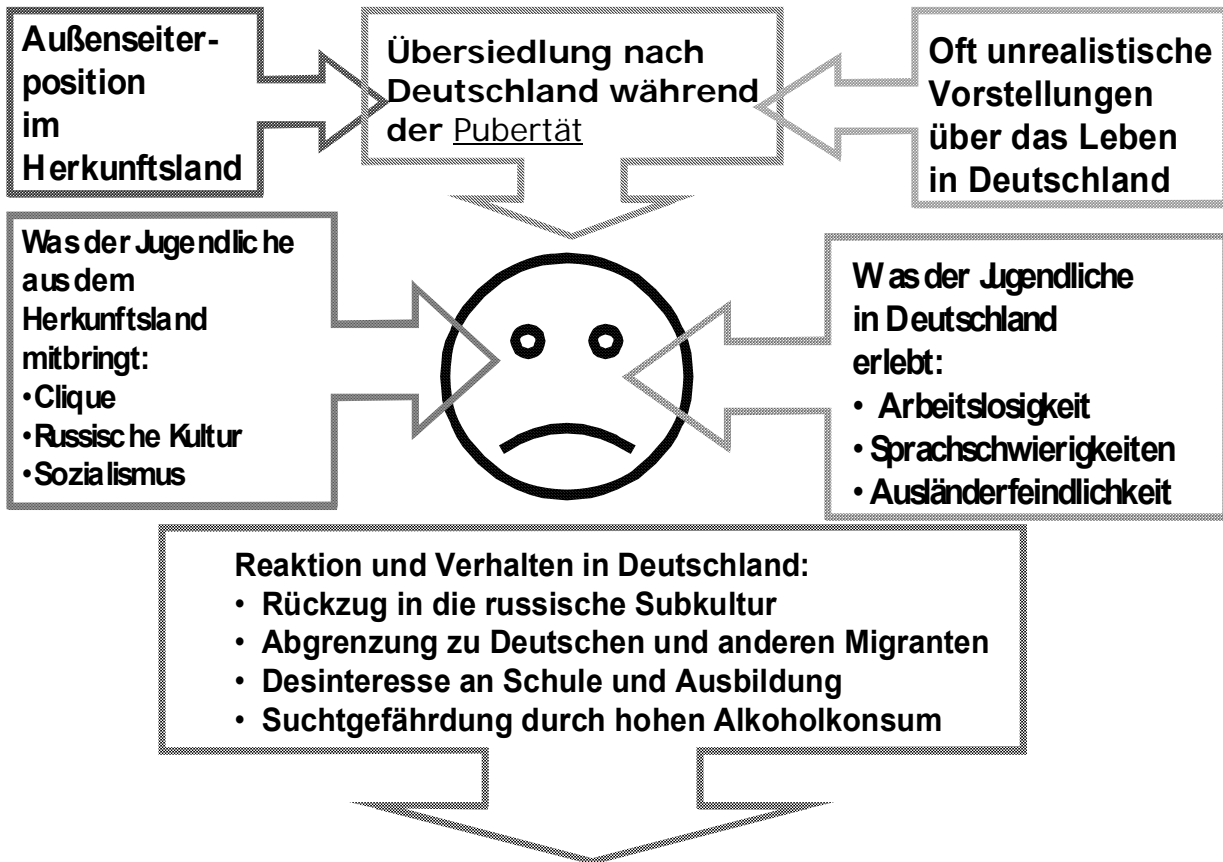 Außenseiter-
position
im
Herkunftsland
Übersiedlung nach
Deutschland während
der Pubertät
Oft unrealistische
Vorstellungen
über das Leben
in Deutschland
Was der Jugendliche
aus dem
Herkunftsland
mitbringt:
•Clique
•Russische Kultur
•Sozialismus
Was der Jugendliche
in Deutschland
erlebt:
• Arbeitslosigkeit
• Sprachschwierigkeiten
• Ausländerfeindlichkeit
Reaktion und Verhalten in Deutschland:
• Rückzug in die russische Subkultur
• Abgrenzung zu Deutschen und anderen Migranten
• Desinteresse an Schule und Ausbildung
• Suchtgefährdung durch hohen Alkoholkonsum